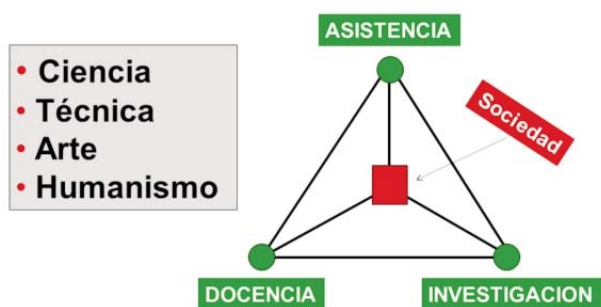 • Ciencia
• Técnica
• Arte
• Humanismo
ASISTENCIA
Sociedad
DOCENCIA
INVESTIGACION